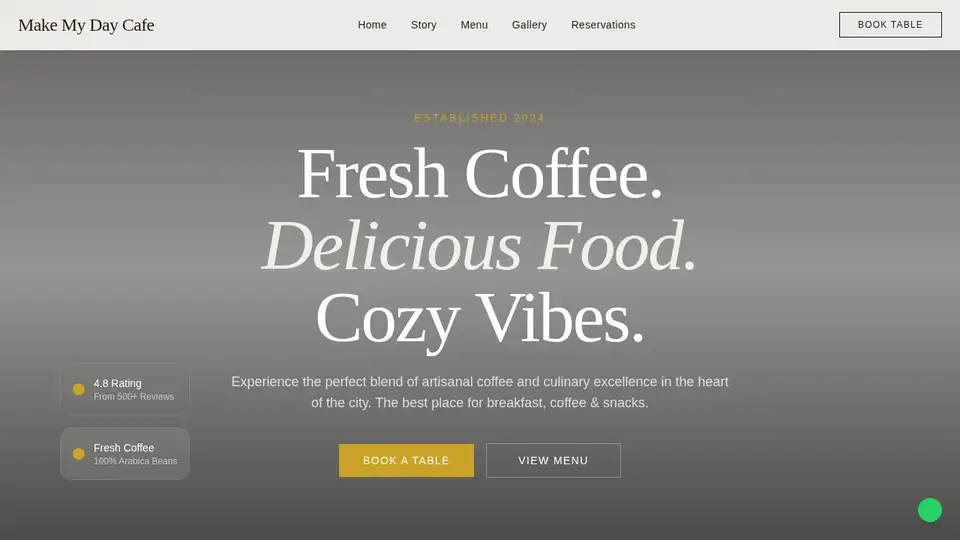 Make My Day Cafe
Home
Story
Menu
Gallery
Reservations
BOOK TABLE
ESTABLISHED 2024
Fresh Coffee.
Delicious Food.
Cozy Vibes.
Experience the perfect blend of artisanal coffee and culinary excellence in the heart
of the city. The best place for breakfast, coffee & snacks.
4.8 Rating
From 500+ Reviews
Fresh Coffee
100% Arabica Beans
BOOK A TABLE
VIEW MENU